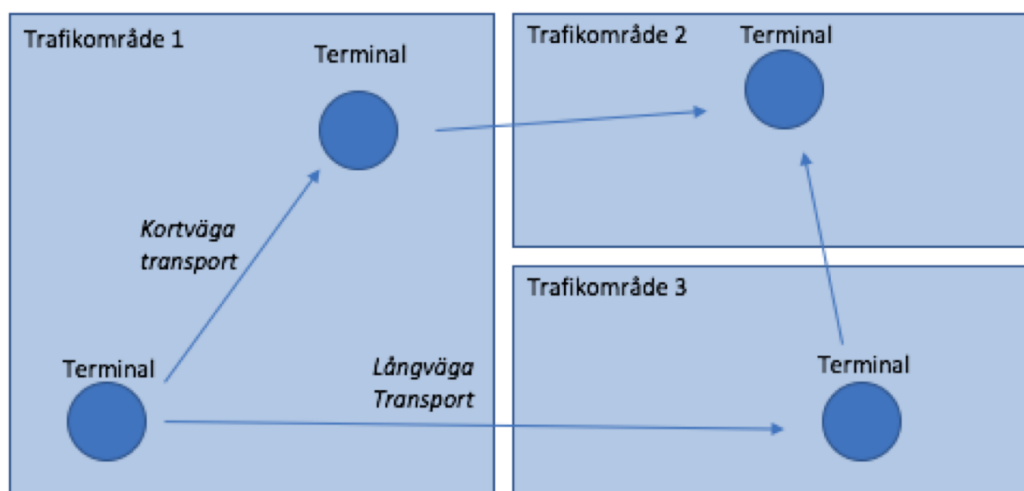 Trafikområde 1
Terminal
Trafikområde 2
Terminal
Kortväga
transport
Trafikområde 3
Terminal
Långväga
Transport
Terminal